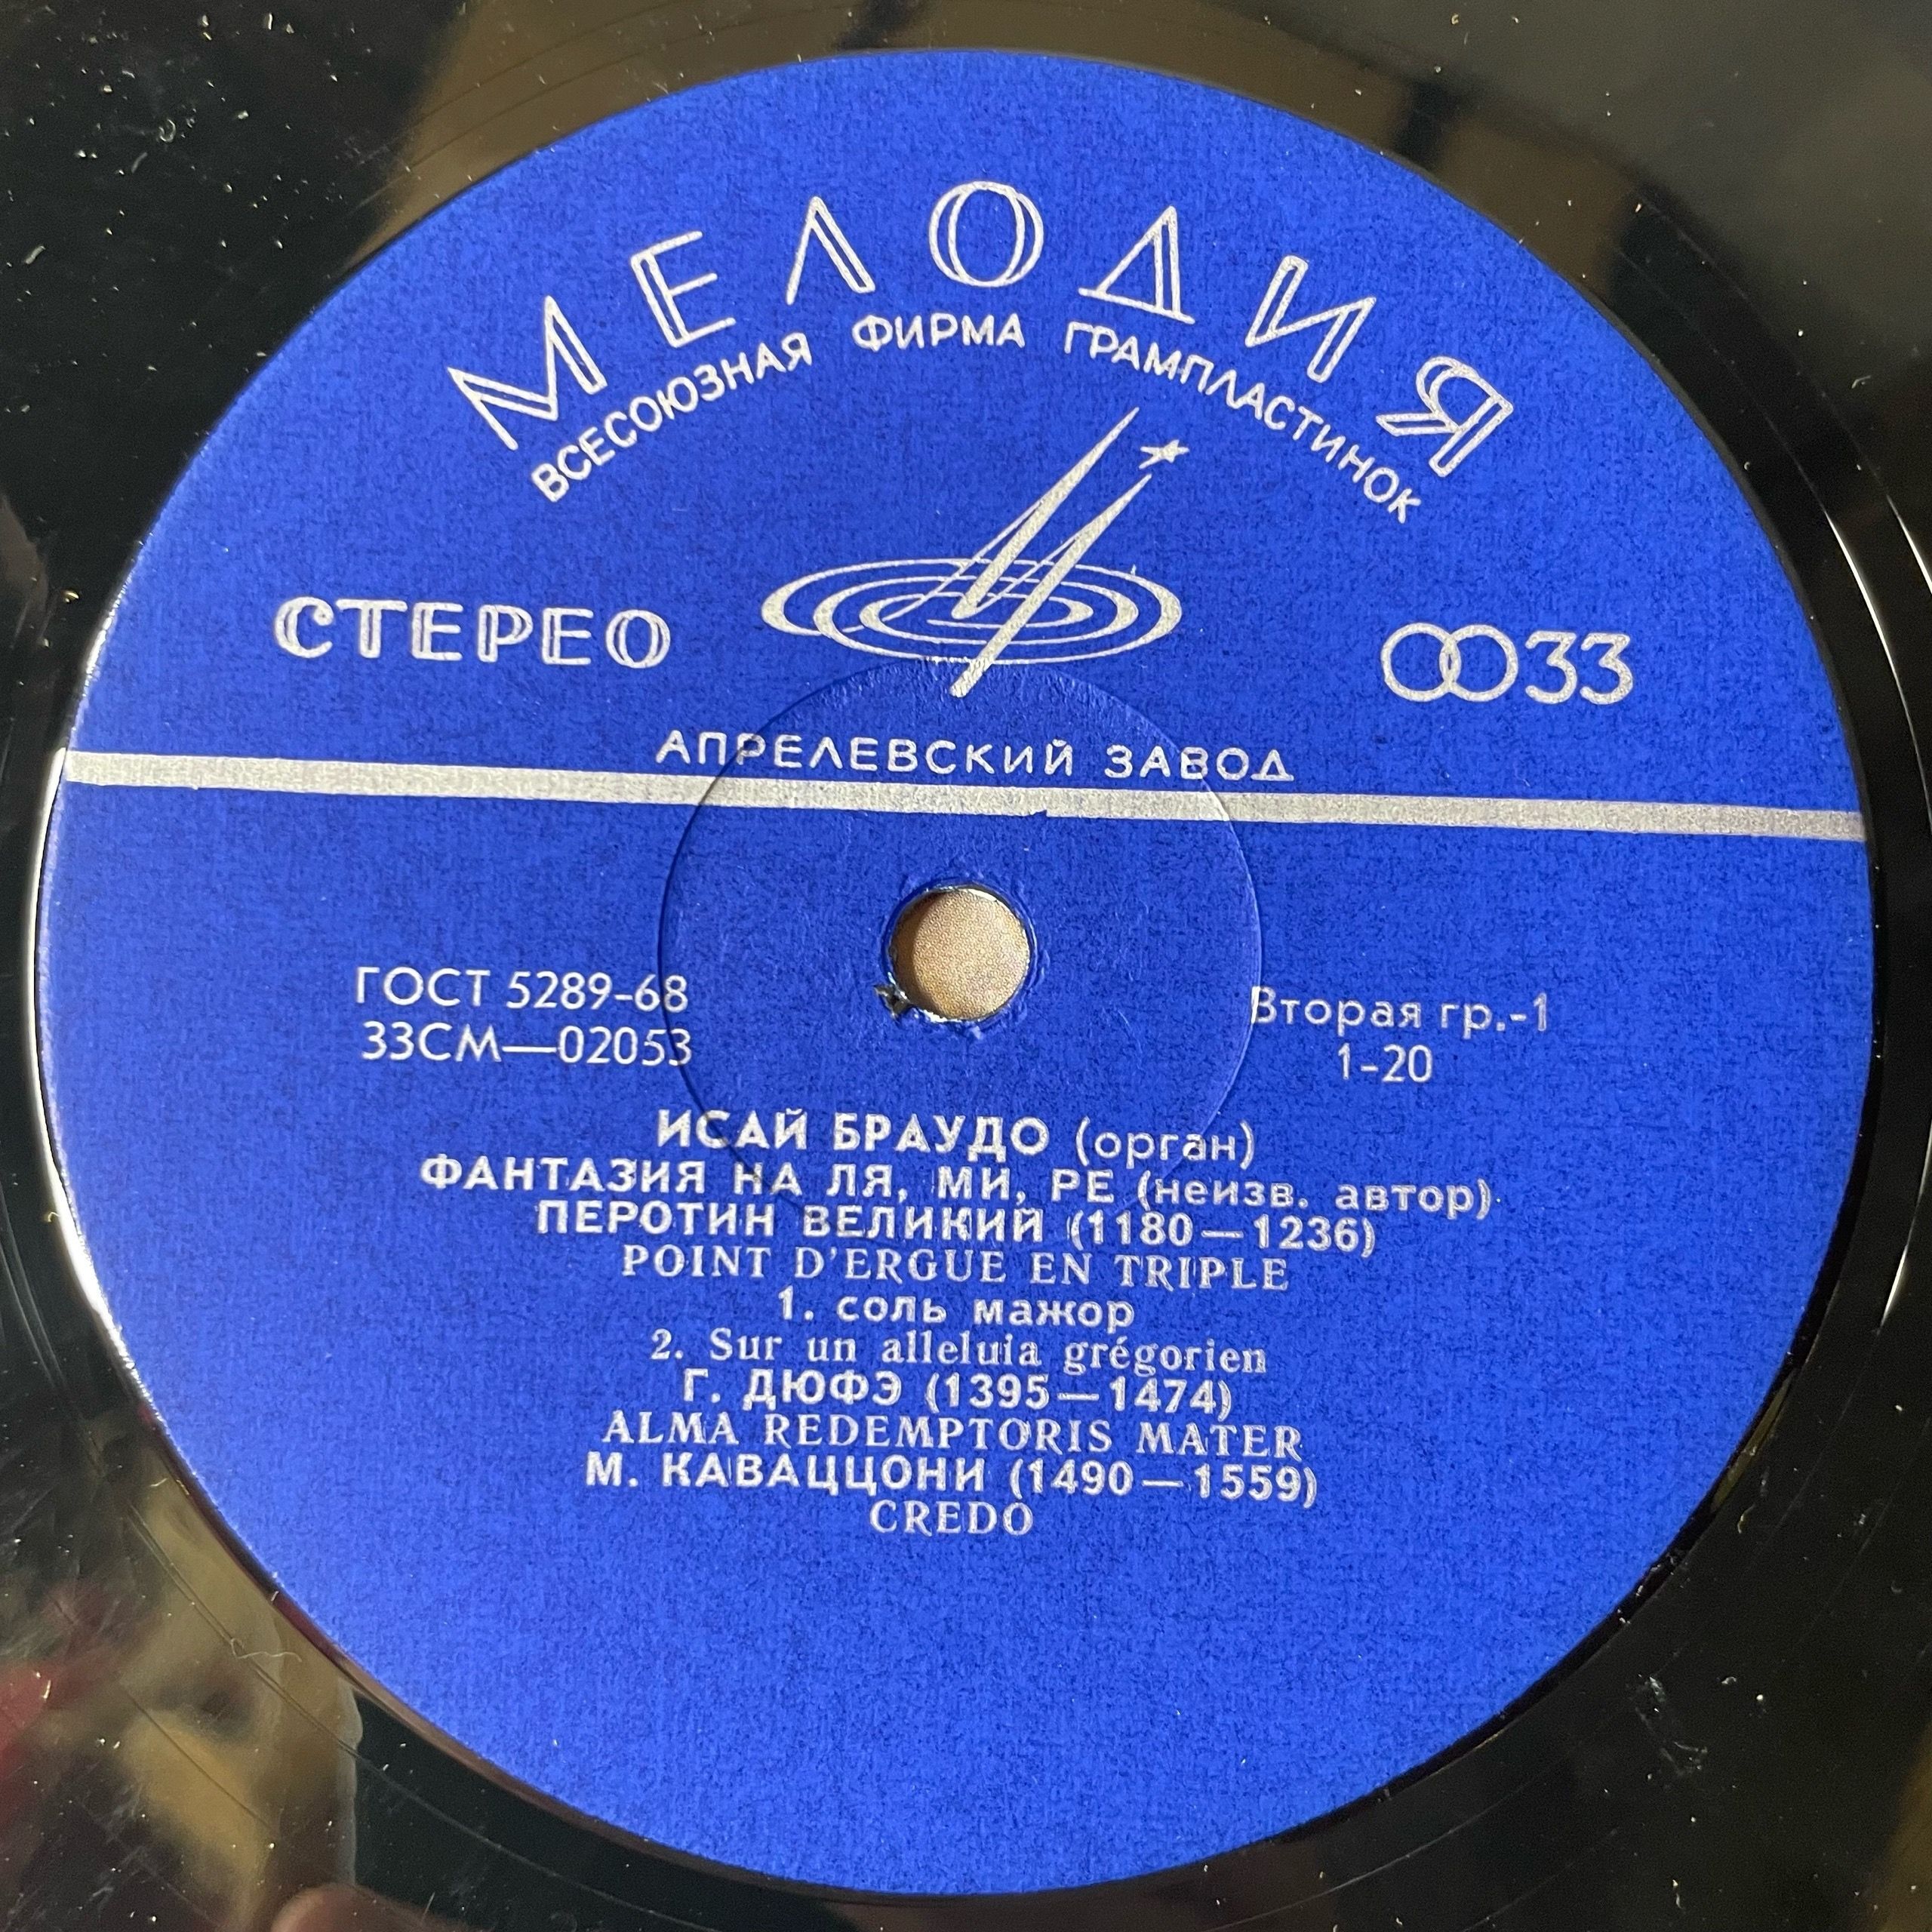 МЕЛОДИЯ
ВСЕСОЮЗНАЯ ФИРМА ГРАМПЛАСТИНОК
СТЕРЕО
33
АПРЕЛЕВСКИЙ ЗАВОД
ГОСТ 5289-68
33СМ—02053
Вторая гр.-1
1-20
ИСАЙ БРАУДО (орган)
ФАНТАЗИЯ НА ЛЯ, МИ, РЕ (неизв. автор)
ПЕРОТИН ВЕЛИКИЙ (1180—1236)
POINT D'ERGUE EN TRIPLE
1. соль мажор
2. Sur un alleluia grégorien
Г. ДЮФЭ (1395—1474)
ALMA REDEMPTORIS MATER
М. КАВАЦЦОНИ (1490—1559)
CREDO